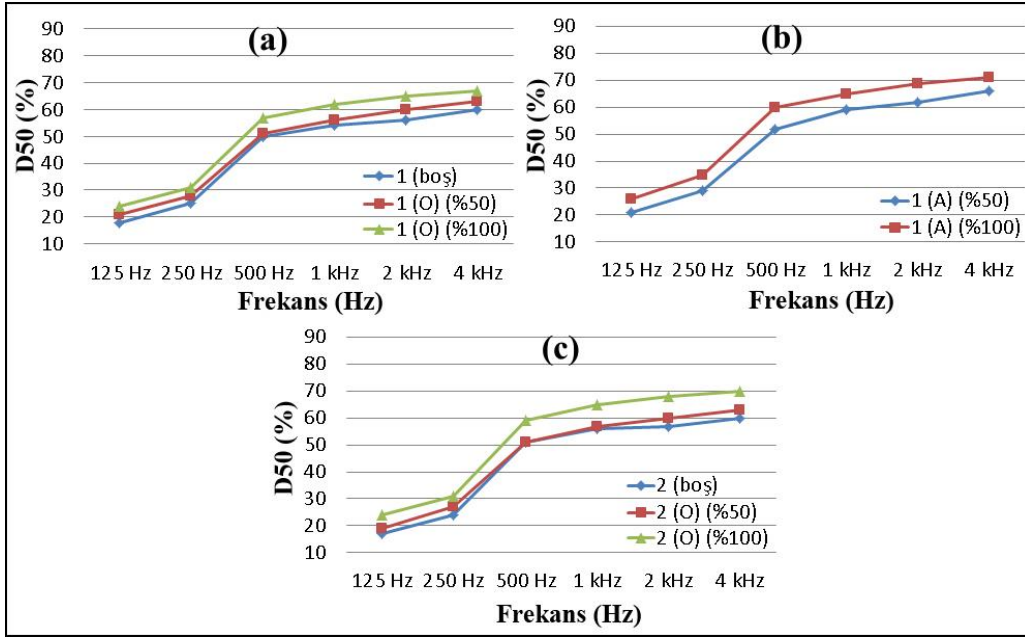 (a)
D50 (%)
90
80
70
60
50
40
30
20
10
1 (boş)
1 (O) (%50)
1 (O) (%100)
125 Hz 250 Hz 500 Hz 1 kHz 2 kHz 4 kHz
Frekans (Hz)
(b)
D50 (%)
90
80
70
60
50
40
30
20
10
1 (A) (%50)
1 (A) (%100)
125 Hz 250 Hz 500 Hz 1 kHz 2 kHz 4 kHz
Frekans (Hz)
(c)
D50 (%)
90
80
70
60
50
40
30
20
10
2 (boş)
2 (O) (%50)
2 (O) (%100)
125 Hz 250 Hz 500 Hz 1 kHz 2 kHz 4 kHz
Frekans (Hz)